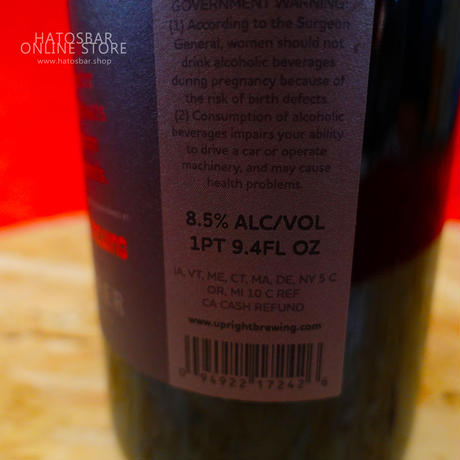 HATOSBAR
ONLINE STORE
www.hatosbar.shop
GOVERNMENT WARNING:
(1) According to the Surgeon
General, women should not
drink alcoholic beverages
during pregnancy because of
the risk of birth defects.
(2) Consumption of alcoholic
beverages impairs your ability
to drive a car or operate
machinery, and may cause
health problems.
8.5% ALC/VOL
1PT 9.4FL OZ
IA, VT, ME, CT, MA, DE, NY 5 C
OR, MI 10 C REF
CA CASH REFUND
www.uprightbrewing.com
0 94922 17242 6